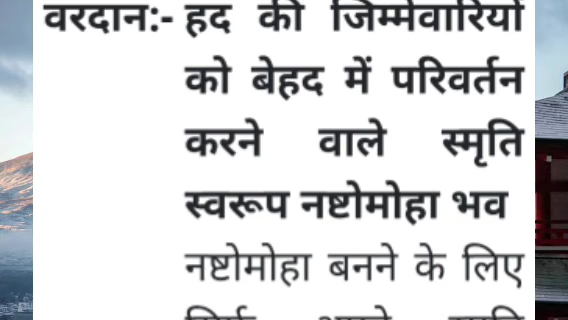 वरदान:- हद की जिम्मेवारियों
को बेहद में परिवर्तन
करने वाले स्मृति
स्वरूप नष्टोमोहा भव
नष्टोमोहा बनने के लिए